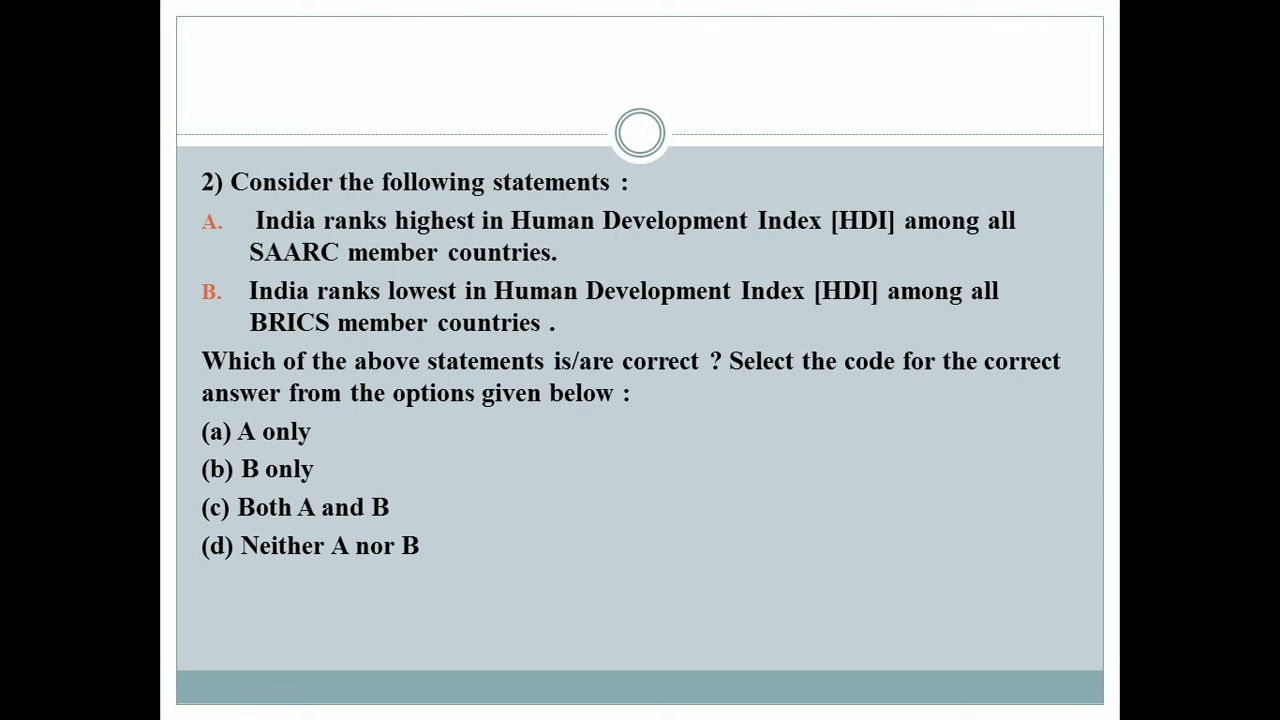 2) Consider the following statements :
A. India ranks highest in Human Development Index [HDI] among all
SAARC member countries.
B. India ranks lowest in Human Development Index [HDI] among all
BRICS member countries .
Which of the above statements is/are correct ? Select the code for the correct
answer from the options given below :
(a) A only
(b) B only
(c) Both A and B
(d) Neither A nor B